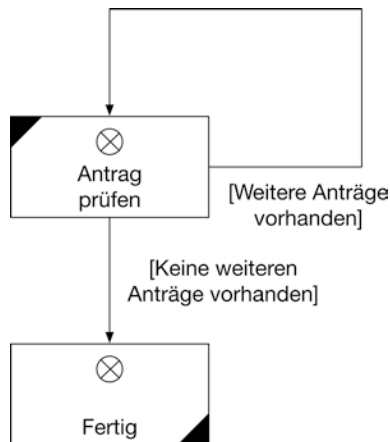 Antrag
prüfen
[Weitere Anträge
vorhanden]
[Keine weiteren
Anträge vorhanden]
Fertig